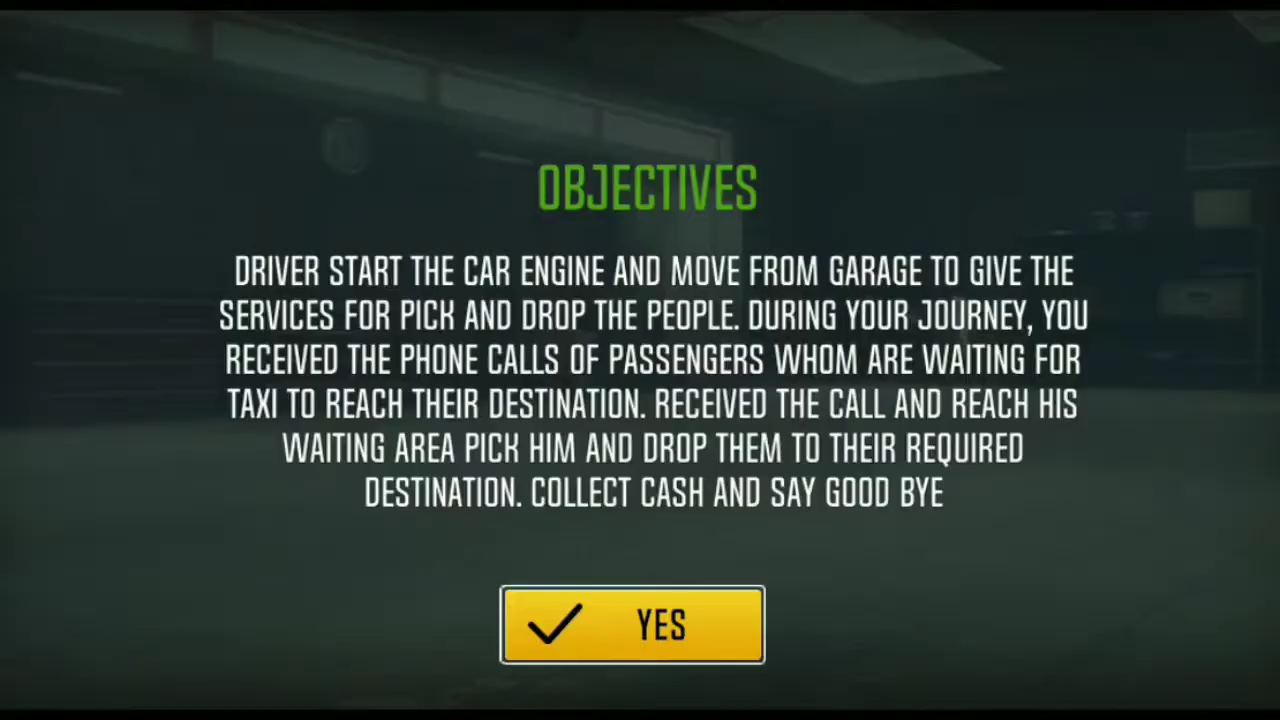 OBJECTIVES
DRIVER START THE CAR ENGINE AND MOVE FROM GARAGE TO GIVE THE
SERVICES FOR PICK AND DROP THE PEOPLE. DURING YOUR JOURNEY, YOU
RECEIVED THE PHONE CALLS OF PASSENGERS WHOM ARE WAITING FOR
TAXI TO REACH THEIR DESTINATION. RECEIVED THE CALL AND REACH HIS
WAITING AREA PICK HIM AND DROP THEM TO THEIR REQUIRED
DESTINATION. COLLECT CASH AND SAY GOOD BYE
YES